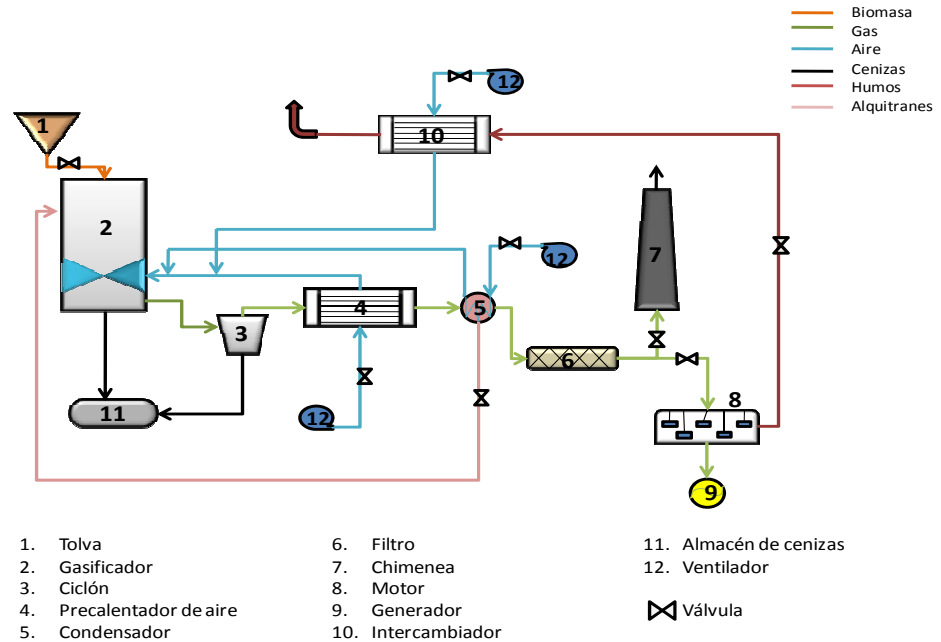 Biomasa
Gas
Aire
Cenizas
Humos
Alquitranes
12
1
10
2
7
12
4
5
3
6
8
11
12
9
1. Tolva
2. Gasificador
3. Ciclón
4. Precalentador de aire
5. Condensador
6. Filtro
7. Chimenea
8. Motor
9. Generador
10. Intercambiador
11. Almacén de cenizas
12. Ventilador
Válvula